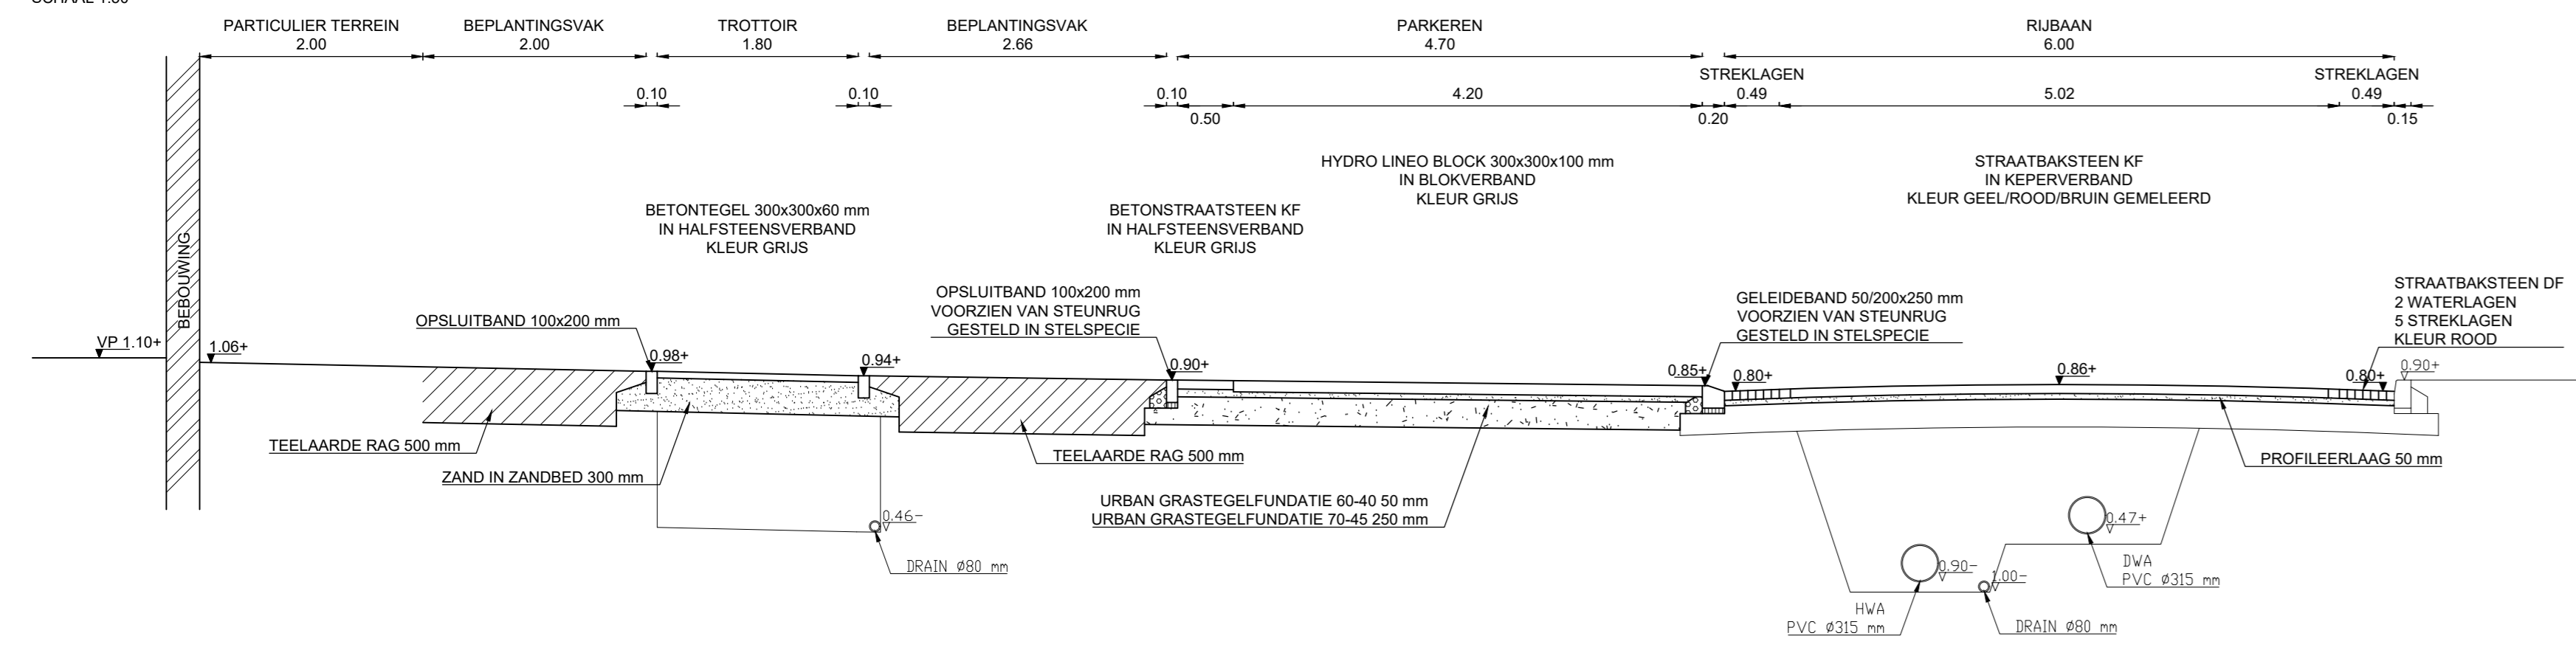 PARTICULIER TERREIN
2.00
BEPLANTINGSVAK
2.00
TROTTOIR
1.80
BEPLANTINGSVAK
2.66
PARKEREN
4.70
RIJBAAN
6.00
STREKLAGEN
STREKLAGEN
0.10
0.10
0.10
4.20
0.49
5.02
0.49
0.50
0.20
0.15
HYDRO LINEO BLOCK 300x300x100 mm
IN BLOKVERBAND
KLEUR GRIJS
STRAATBAKSTEEN KF
IN KEPERVERBAND
KLEUR GEEL/ROOD/BRUIN GEMELEERD
BETONTEGEL 300x300x60 mm
IN HALFSTEENSVERBAND
KLEUR GRIJS
BETONSTRAATSTEEN KF
IN HALFSTEENSVERBAND
KLEUR GRIJS
BEBOUWING
OPSLUITBAND 100x200 mm
OPSLUITBAND 100x200 mm
VOORZIEN VAN STEUNRUG
GESTELD IN STELSPECIE
GELEIDEBAND 50/200x250 mm
VOORZIEN VAN STEUNRUG
GESTELD IN STELSPECIE
STRAATBAKSTEEN DF
2 WATERLAGEN
5 STREKLAGEN
KLEUR ROOD
VP 1.10+
1.06+
0.98+
0.94+
0.90+
0.85+
0.80+
0.86+
0.80+
0.90+
TEELAARDE RAG 500 mm
ZAND IN ZANDBED 300 mm
TEELAARDE RAG 500 mm
URBAN GRASTEGELFUNDATIE 60-40 50 mm
URBAN GRASTEGELFUNDATIE 70-45 250 mm
PROFILEERLAAG 50 mm
0.46-
DRAIN Ø80 mm
0.47+
DWA
PVC Ø315 mm
0.90-
1.00-
HWA
PVC Ø315 mm
DRAIN Ø80 mm